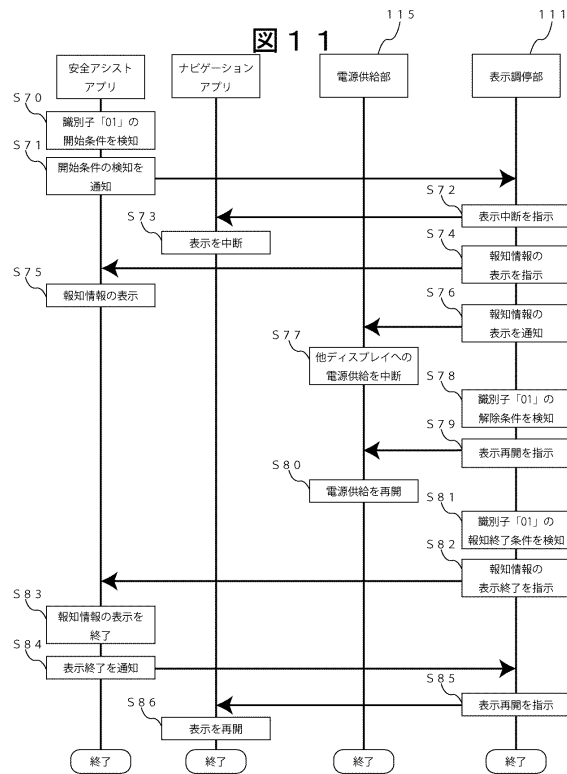 図１１
１１５
１１１
安全アシスト
アプリ
ナビゲーション
アプリ
電源供給部
表示調停部
Ｓ７０
識別子「01」の
開始条件を検知
Ｓ７１
開始条件の検知を
通知
Ｓ７２
表示中断を指示
Ｓ７３
表示を中断
Ｓ７４
報知情報の
表示を指示
Ｓ７５
報知情報の表示
Ｓ７６
報知情報の
表示を通知
Ｓ７７
他ディスプレイへの
電源供給を中断
Ｓ７８
識別子「01」の
解除条件を検知
Ｓ７９
表示再開を指示
Ｓ８０
電源供給を再開
Ｓ８１
識別子「01」の
報知終了条件を検知
Ｓ８２
報知情報の
表示終了を指示
Ｓ８３
報知情報の表示を
終了
Ｓ８４
表示終了を通知
Ｓ８５
表示再開を指示
Ｓ８６
表示を再開
終了
終了
終了
終了